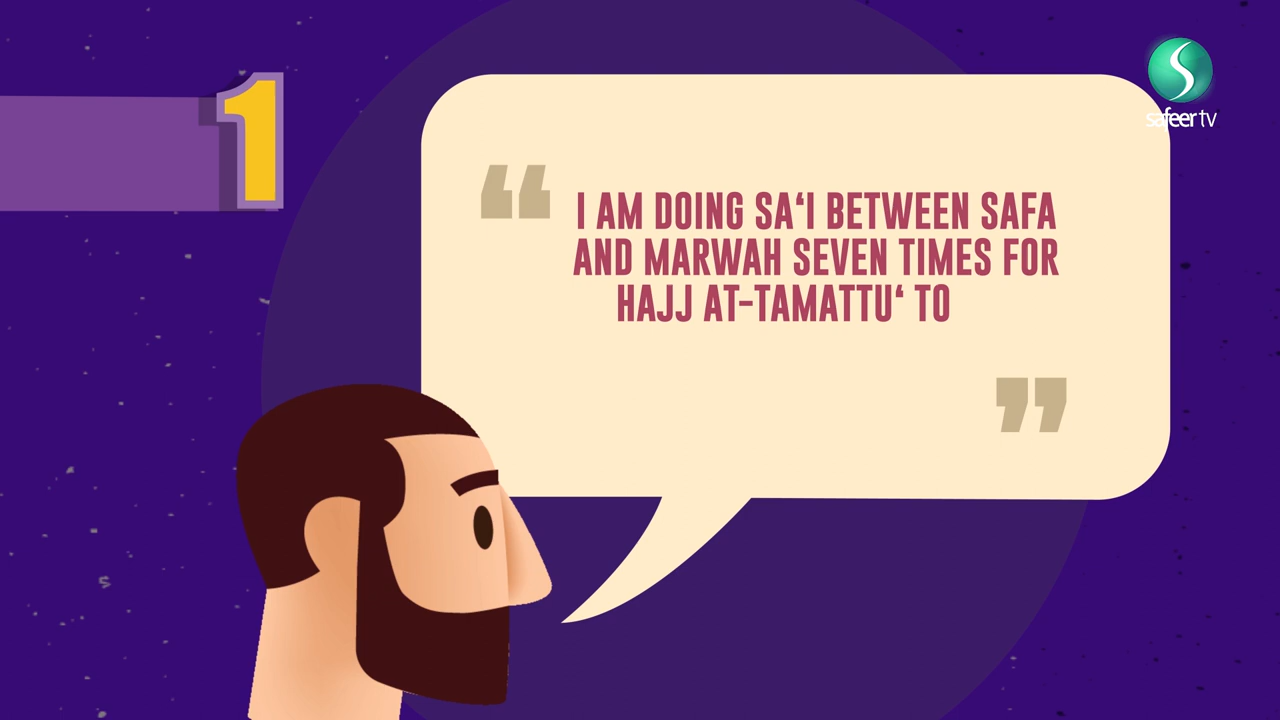 1
safeer tv
“ I AM DOING SA‘I BETWEEN SAFA
AND MARWAH SEVEN TIMES FOR
HAJJ AT-TAMATTU‘ TO
”